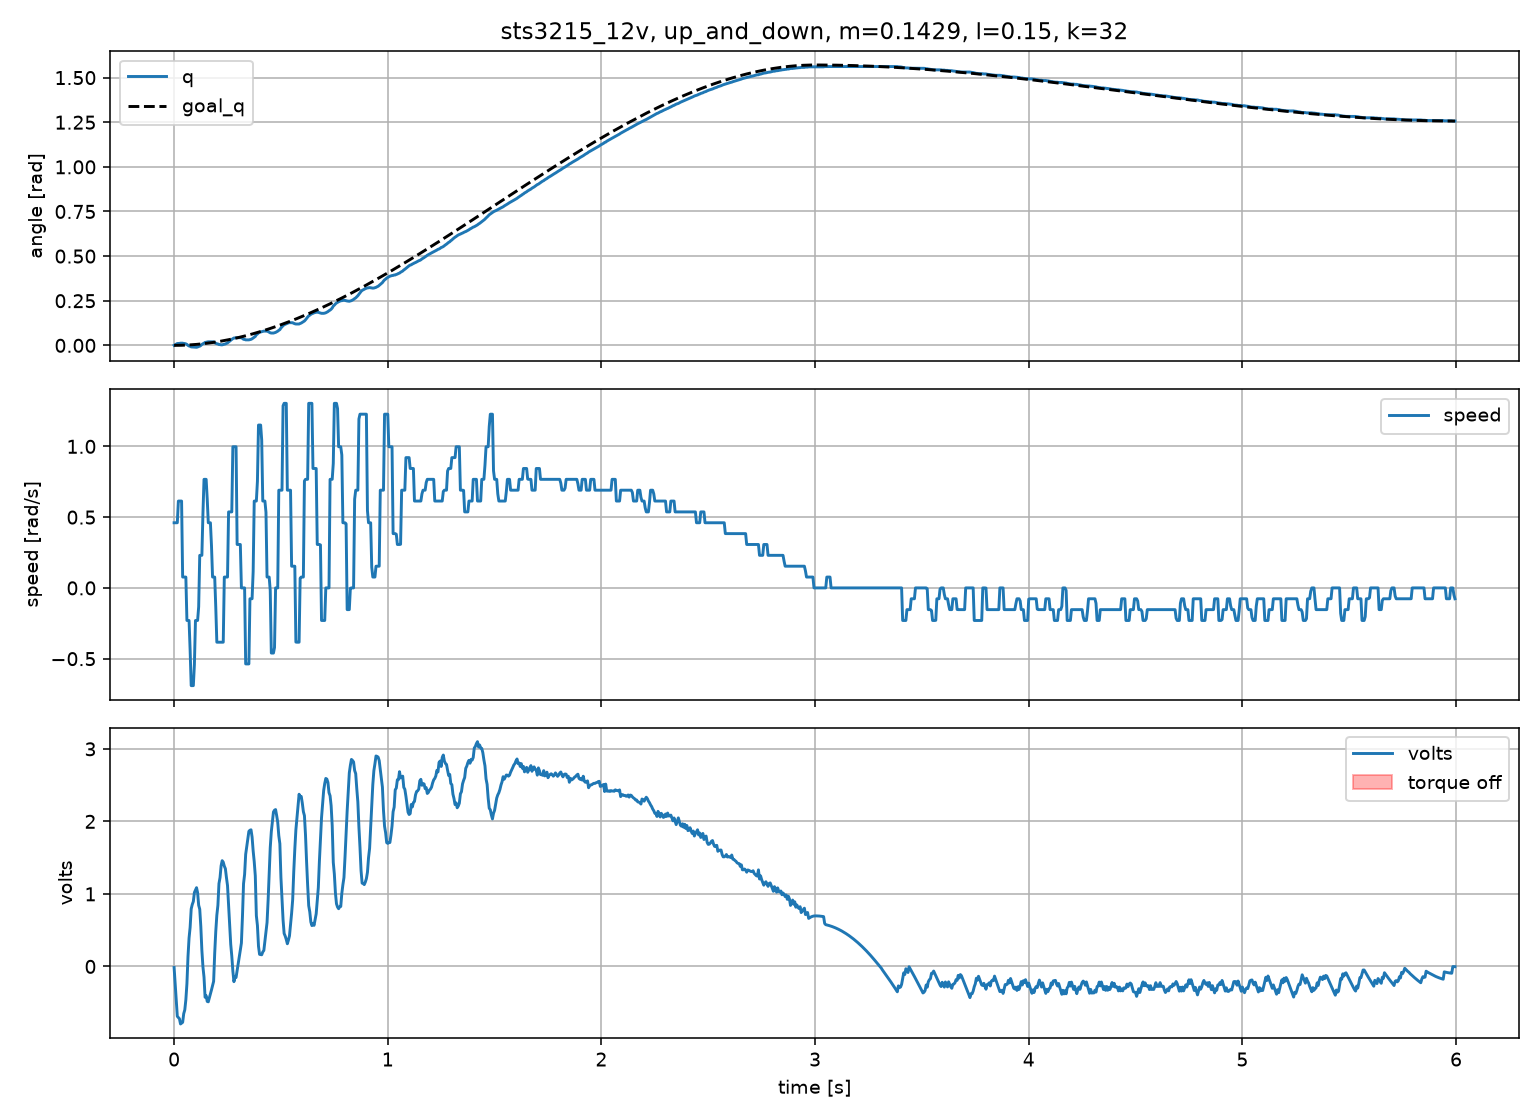 sts3215_12v, up_and_down, m=0.1429, l=0.15, k=32
q
goal_q
angle [rad]
1.50
1.25
1.00
0.75
0.50
0.25
0.00
speed
speed [rad/s]
1.0
0.5
0.0
−0.5
volts
torque off
volts
3
2
1
0
0 1 2 3 4 5 6
time [s]